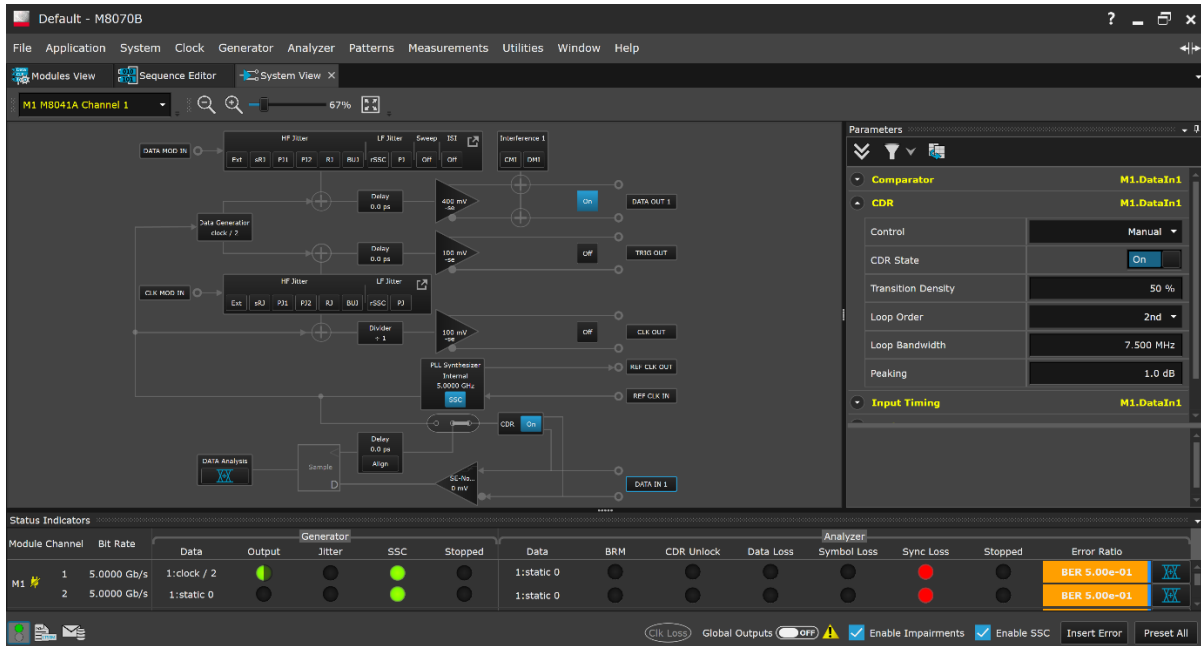 Default - M8070B
? 
File Application System Clock Generator Analyzer Patterns Measurements Utilities Window Help
Modules View Sequence Editor System View
M1 M8041A Channel 1 67%
HF Jitter LF Jitter Sweep ISI Interference 1
DATA MOD IN
Ext sRJ PJ1 PJ2 RJ BUJ rSSC PJ Off Off CMI DMI
Delay
0.0 ps
400 mV
-se
On
DATA OUT 1
Data Generation
clock / 2
Delay
0.0 ps
100 mV
-se
Off
TRIG OUT
HF Jitter LF Jitter
CLK MOD IN
Ext sRJ PJ1 PJ2 RJ BUJ rSSC PJ
Divider
÷ 1
100 mV
-se
Off
CLK OUT
PLL Synthesizer
Internal
5.0000 GHz
SSC
REF CLK OUT
REF CLK IN
CDR On
Delay
0.0 ps
Align
DATA Analysis
Sample
D
SE-No...
0 mV
DATA IN 1
Parameters
Comparator M1.DataIn1
CDR M1.DataIn1
Control Manual
CDR State On
Transition Density 50 %
Loop Order 2nd
Loop Bandwidth 7.500 MHz
Peaking 1.0 dB
Input Timing M1.DataIn1
Status Indicators
Generator Analyzer
Module Channel Bit Rate Data Output Jitter SSC Stopped Data BRM CDR Unlock Data Loss Symbol Loss Sync Loss Stopped Error Ratio
M1 1 5.0000 Gb/s 1:clock / 2 1:static 0 BER 5.00e-01
2 5.0000 Gb/s 1:static 0 1:static 0 BER 5.00e-01
Clk Loss Global Outputs OFF Enable Impairments Enable SSC Insert Error Preset All